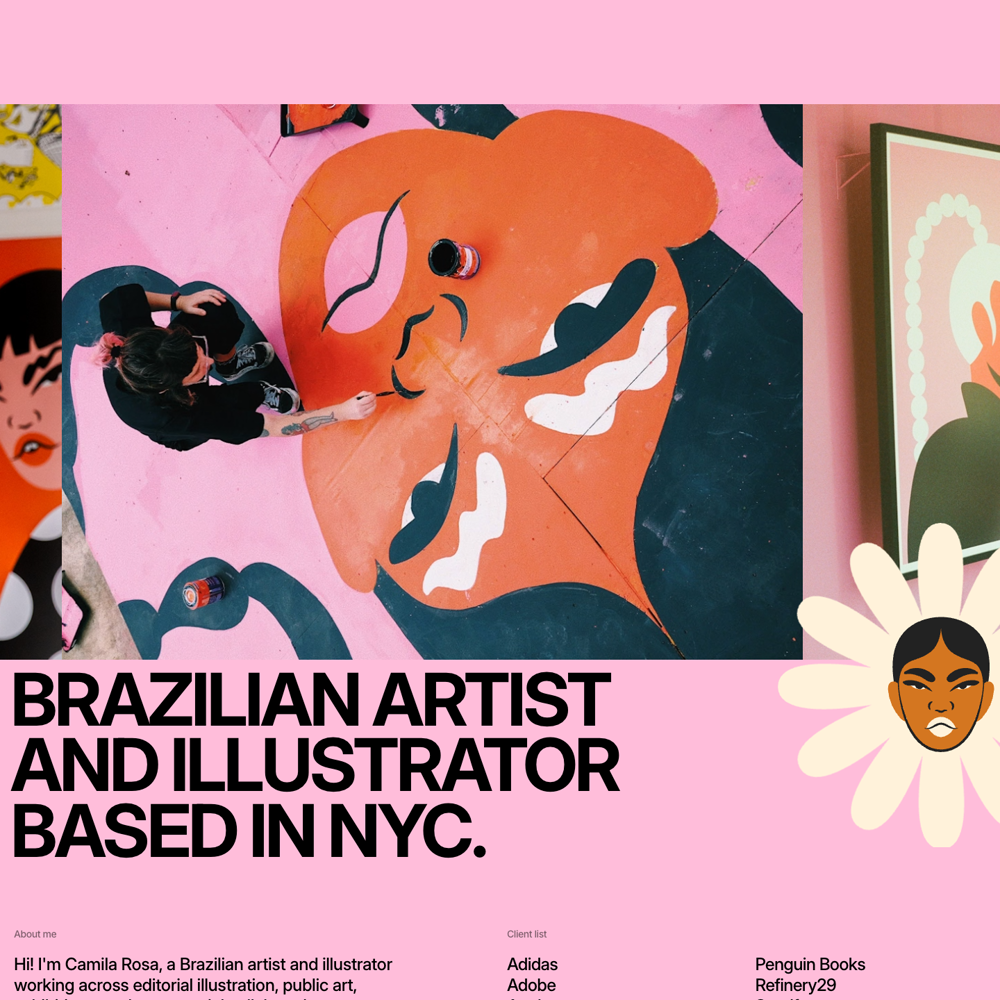 BRAZILIAN ARTIST
AND ILLUSTRATOR
BASED IN NYC.
About me
Client list
Hi! I'm Camila Rosa, a Brazilian artist and illustrator
working across editorial illustration, public art,
Adidas
Adobe
Penguin Books
Refinery29